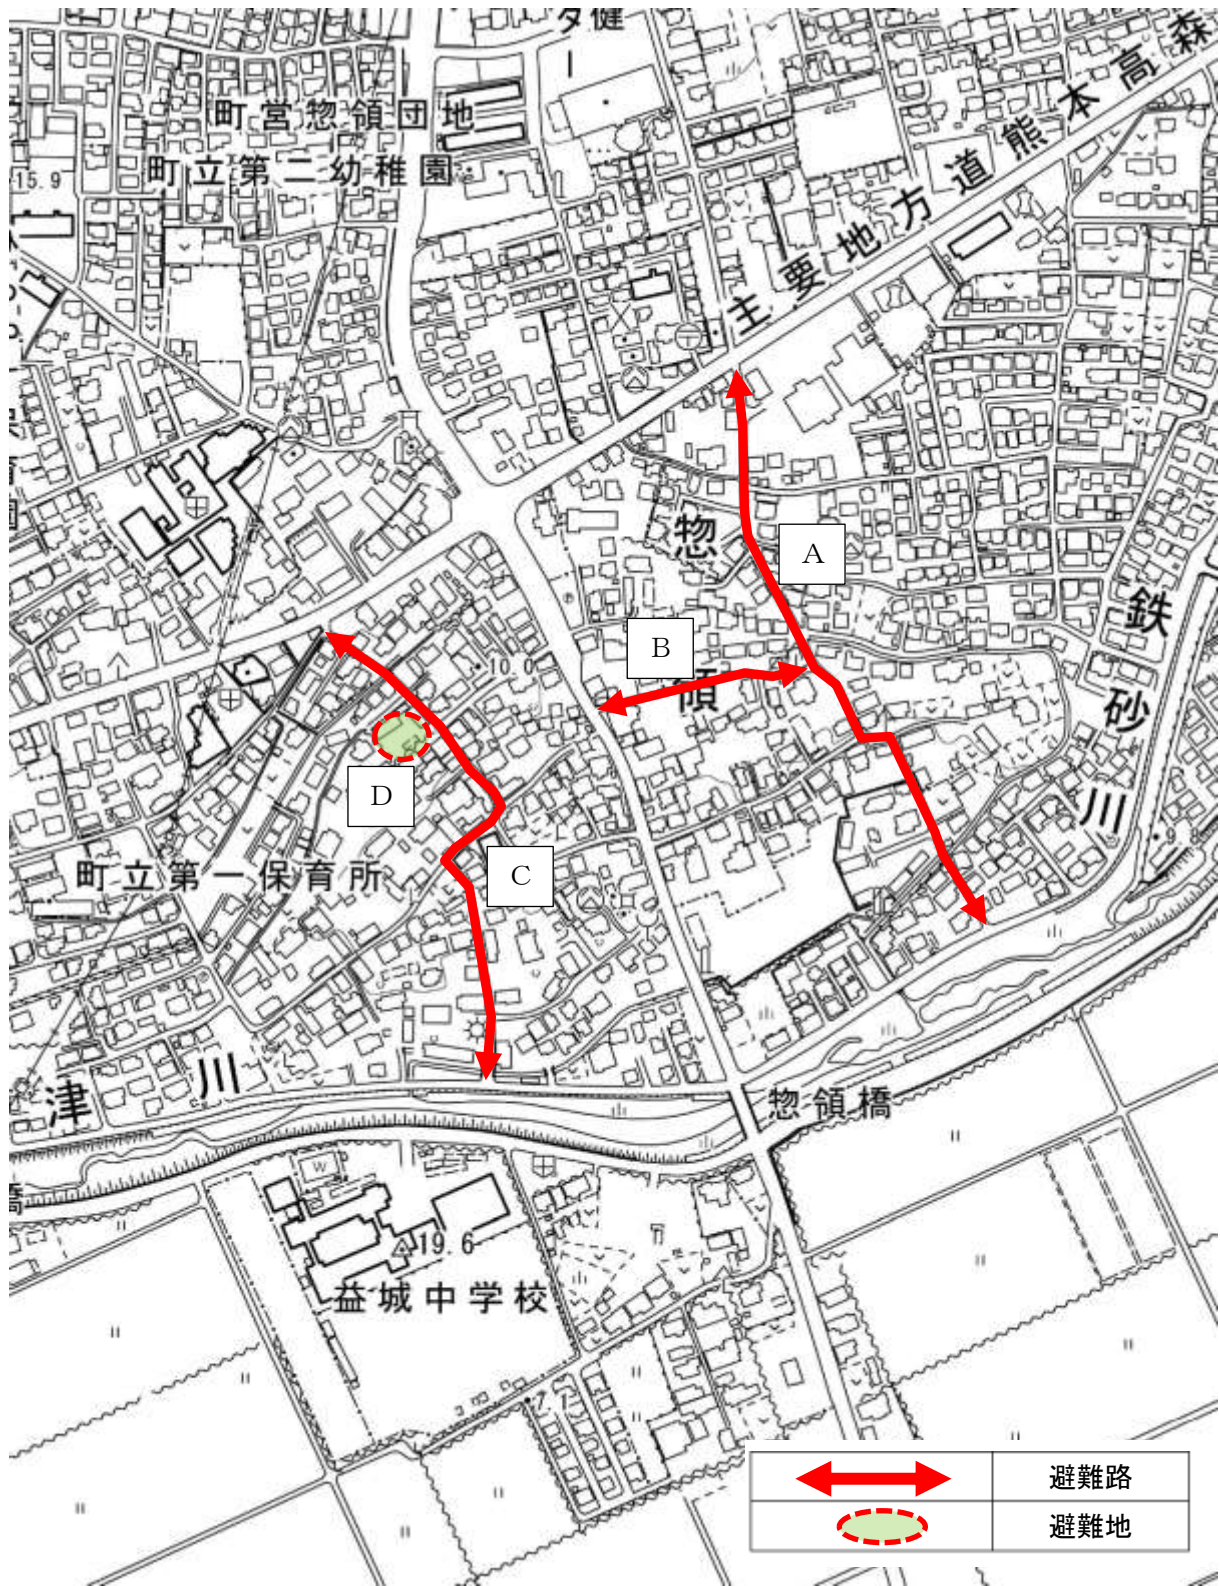 町営惣領団地
町立第二幼稚園
15.9
主要地方道熊本高森
惣
領
A
B
10.0
D
C
町立第一保育所
鉄砂川
津川
惣領橋
19.6
益城中学校
7.1
避難路
避難地